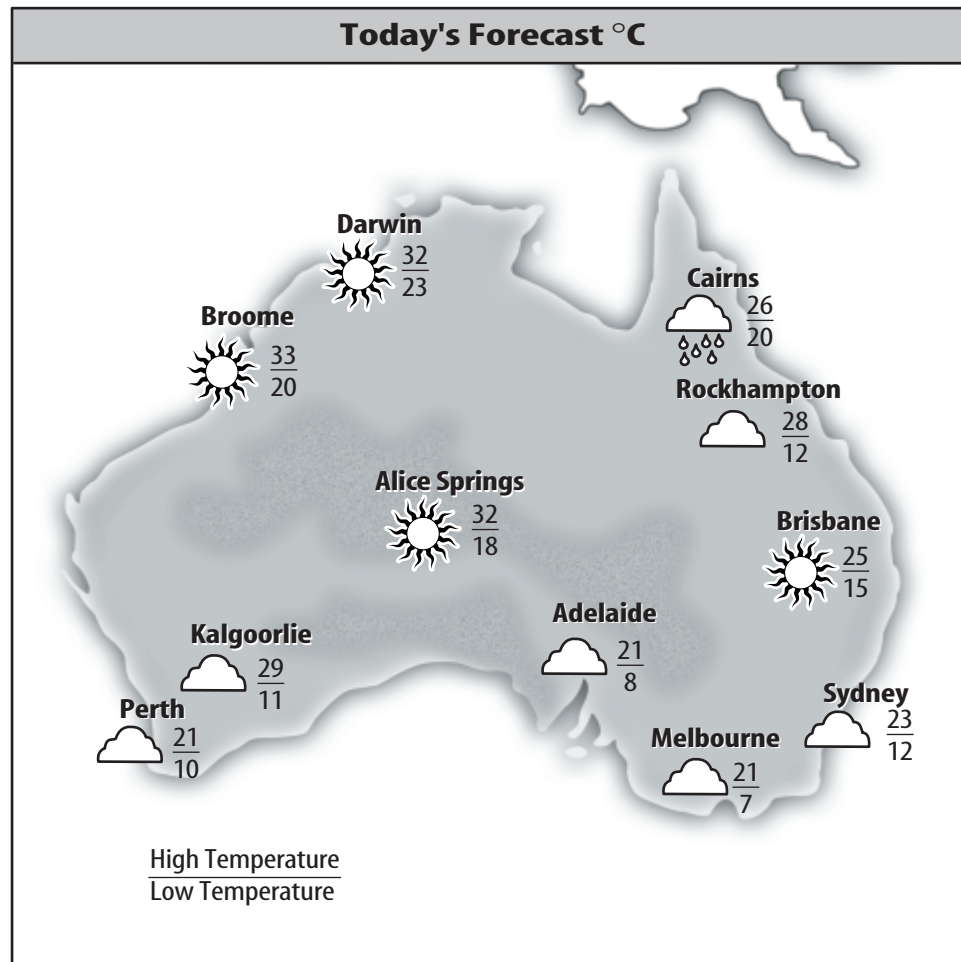 Today's Forecast °C
Darwin
32
23
Broome
33
20
Cairns
26
20
Rockhampton
28
12
Alice Springs
32
18
Brisbane
25
15
Adelaide
21
8
Kalgoorlie
29
11
Perth
21
10
Sydney
23
12
Melbourne
21
7
High Temperature
Low Temperature